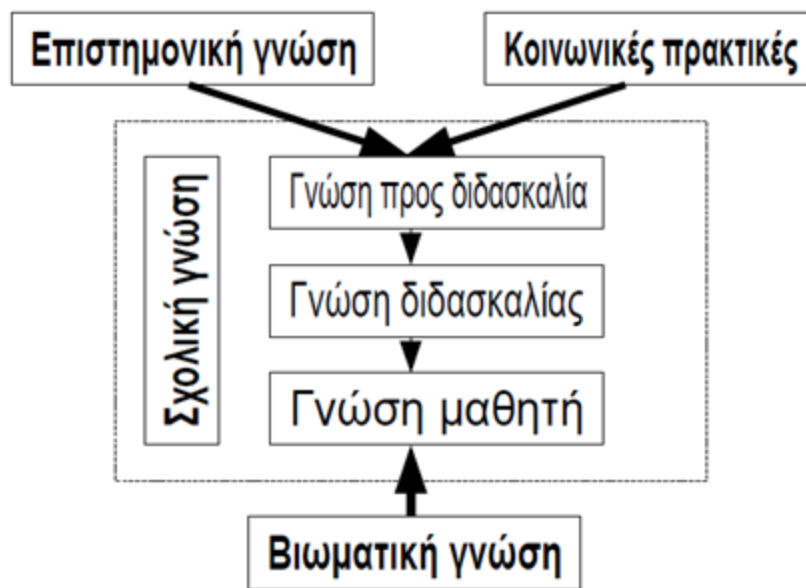 Επιστημονική γνώση
Κοινωνικές πρακτικές
Σχολική γνώση
Γνώση προς διδασκαλία
Γνώση διδασκαλίας
Γνώση μαθητή
Βιωματική γνώση